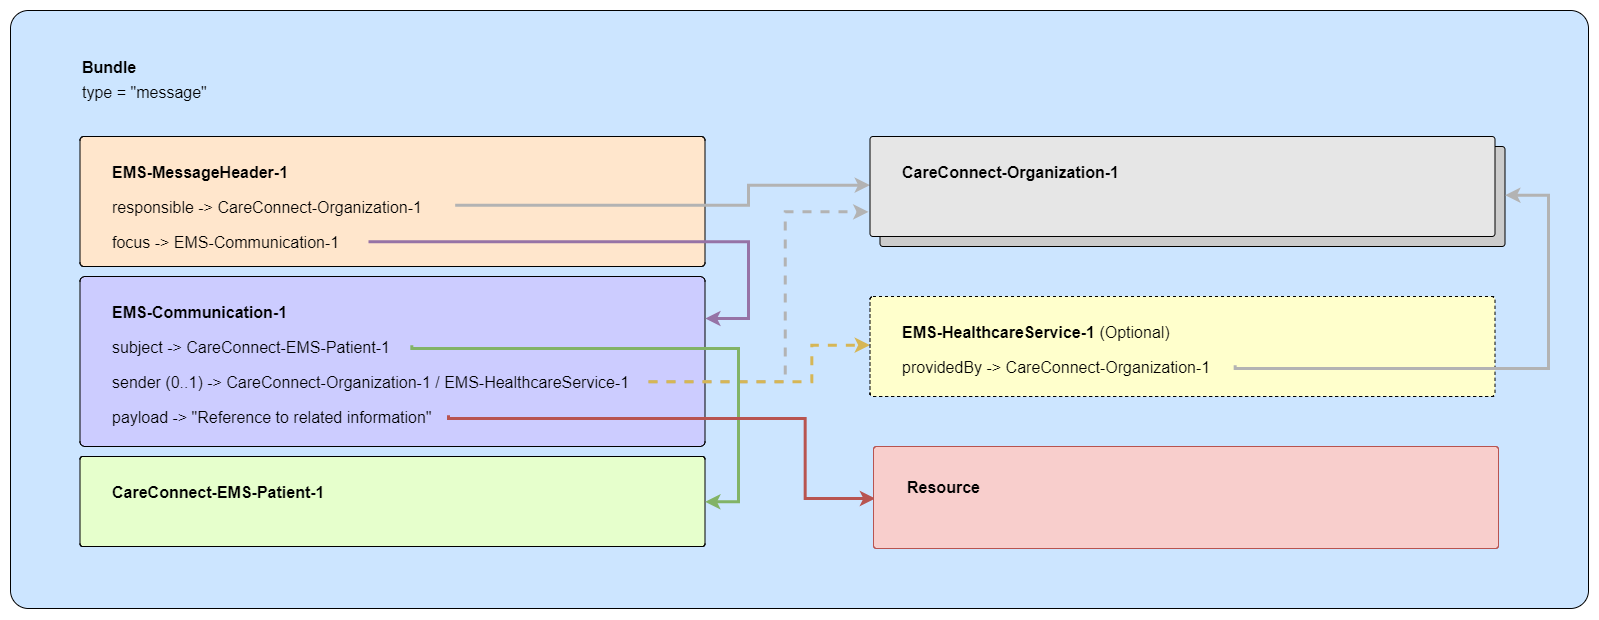 Bundle
type = "message"
EMS-MessageHeader-1
responsible -> CareConnect-Organization-1
focus -> EMS-Communication-1
EMS-Communication-1
subject -> CareConnect-EMS-Patient-1
sender (0..1) -> CareConnect-Organization-1 / EMS-HealthcareService-1
payload -> "Reference to related information"
CareConnect-EMS-Patient-1
CareConnect-Organization-1
EMS-HealthcareService-1 (Optional)
providedBy -> CareConnect-Organization-1
Resource